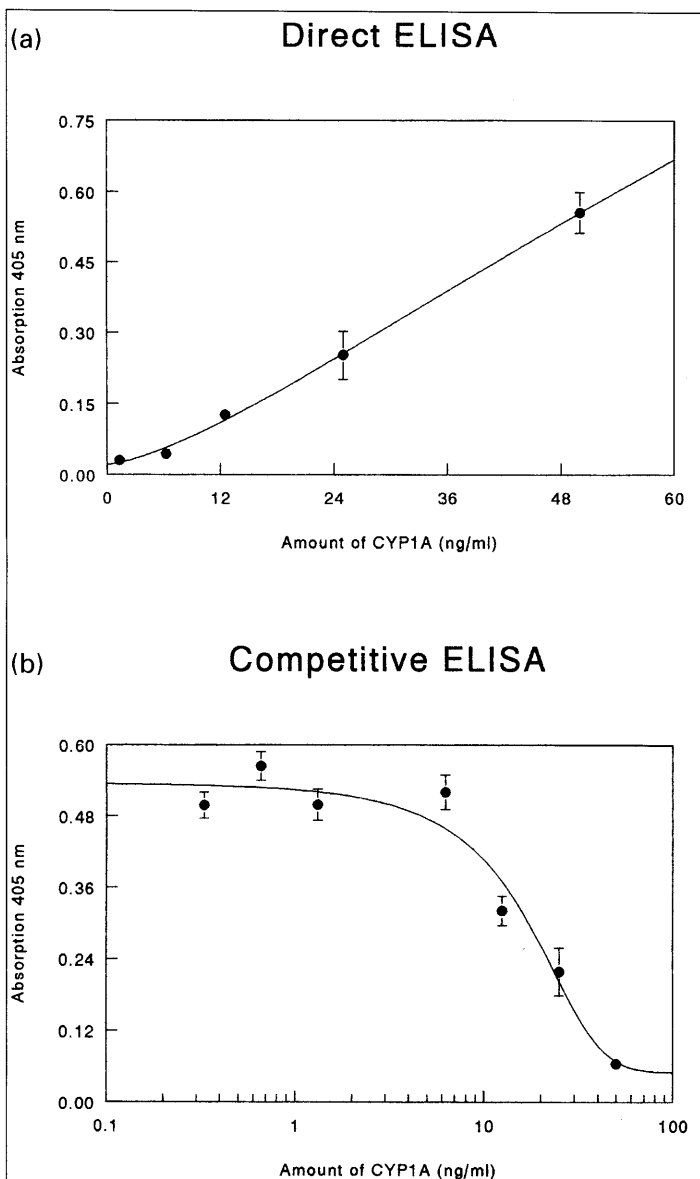 (a)
Direct ELISA
0.75
0.60
0.45
0.30
0.15
0.00
Absorption 405 nm
0 12 24 36 48 60
Amount of CYP1A (ng/ml)
(b)
Competitive ELISA
0.60
0.48
0.36
0.24
0.12
0.00
Absorption 405 nm
0.1 1 10 100
Amount of CYP1A (ng/ml)